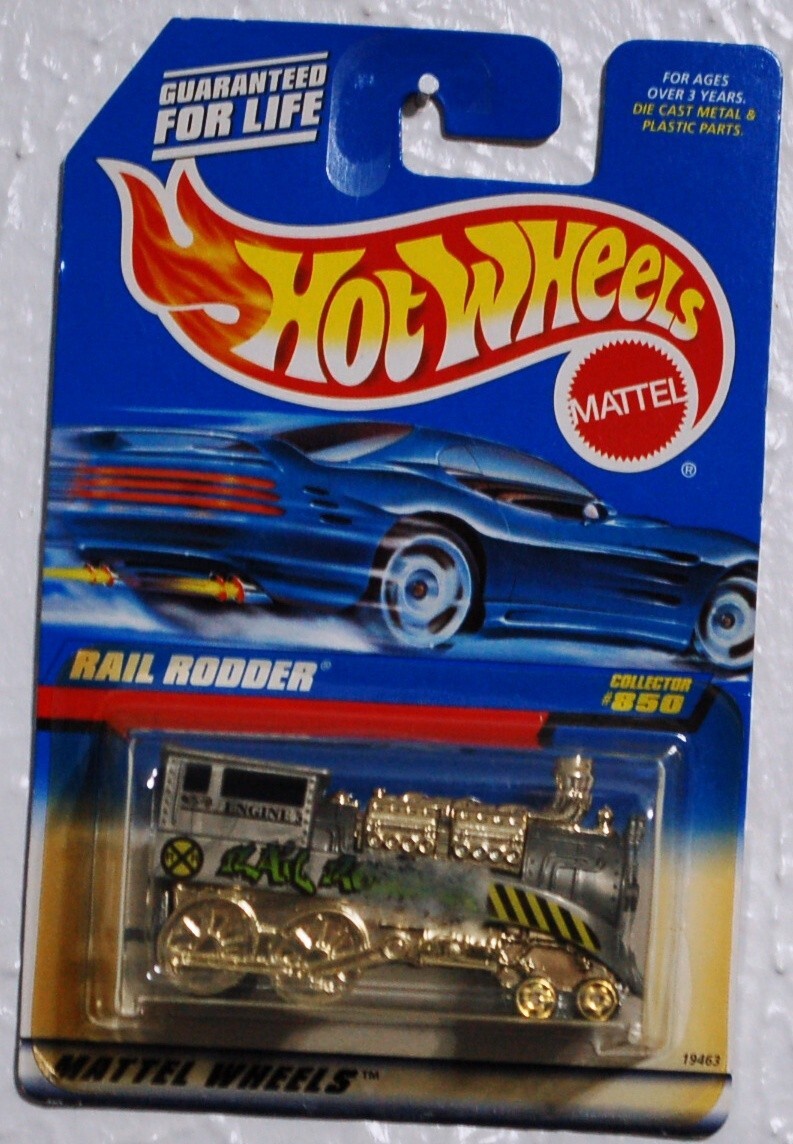 GUARANTEED
FOR LIFE
FOR AGES
OVER 3 YEARS.
DIE CAST METAL &
PLASTIC PARTS.
HOT WHEELS
MATTEL
®
RAIL RODDER®
COLLECTOR
#850
ENGINE
RAIL
19463
MATTEL WHEELS™